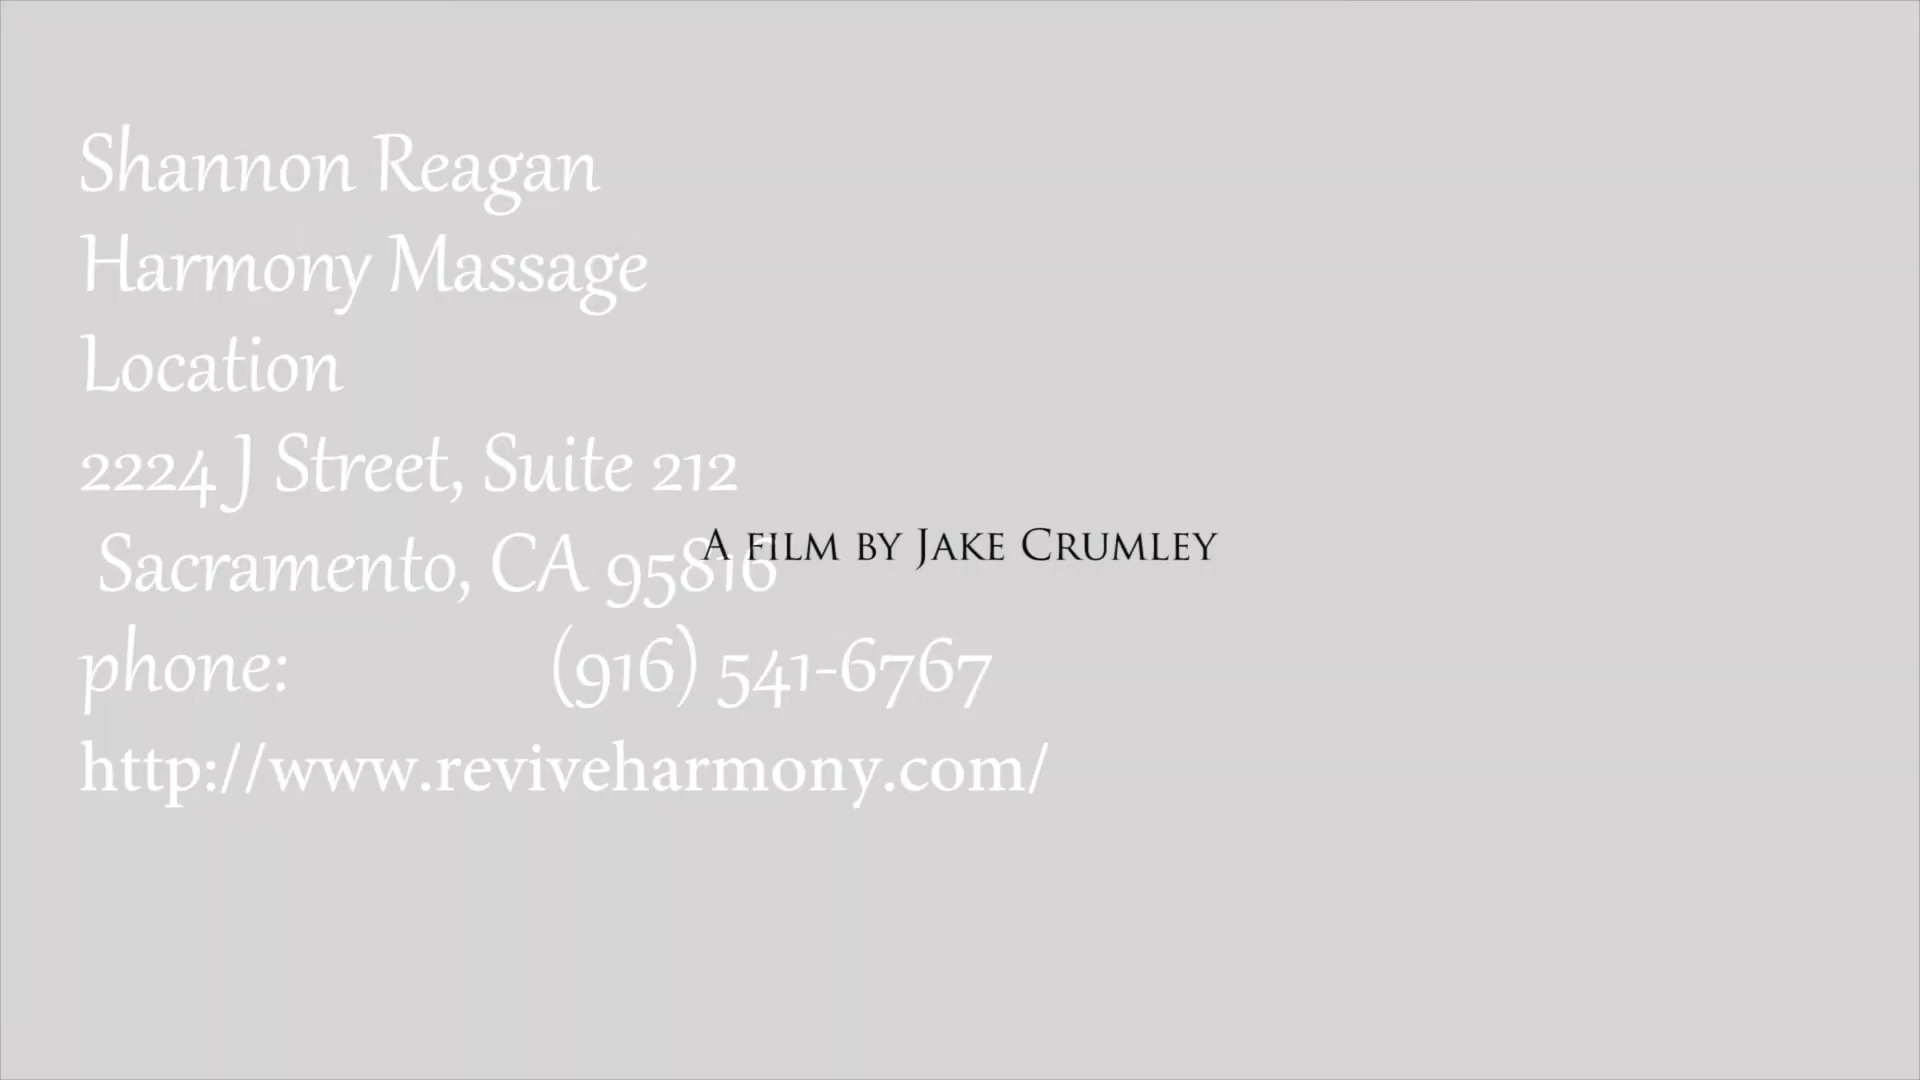 Shannon Reagan
Harmony Massage
Location
2224 J Street, Suite 212
Sacramento, CA 95816
A FILM BY JAKE CRUMLEY
phone: (916) 541-6767
http://www.reviveharmony.com/